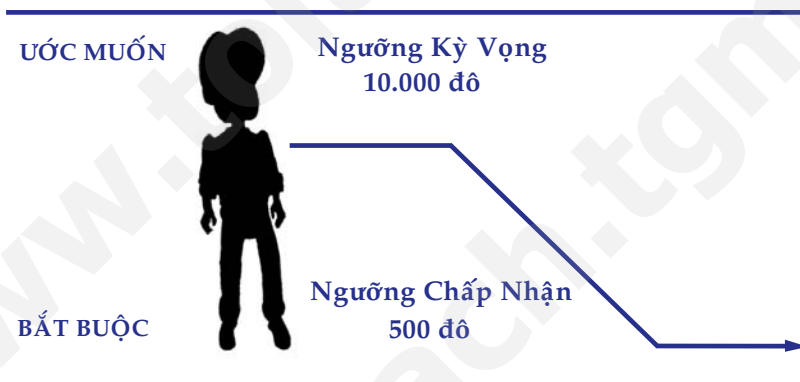 ƯỚC MUỐN
Ngưỡng Kỳ Vọng
10.000 đô
Ngưỡng Chấp Nhận
BẮT BUỘC
500 đô